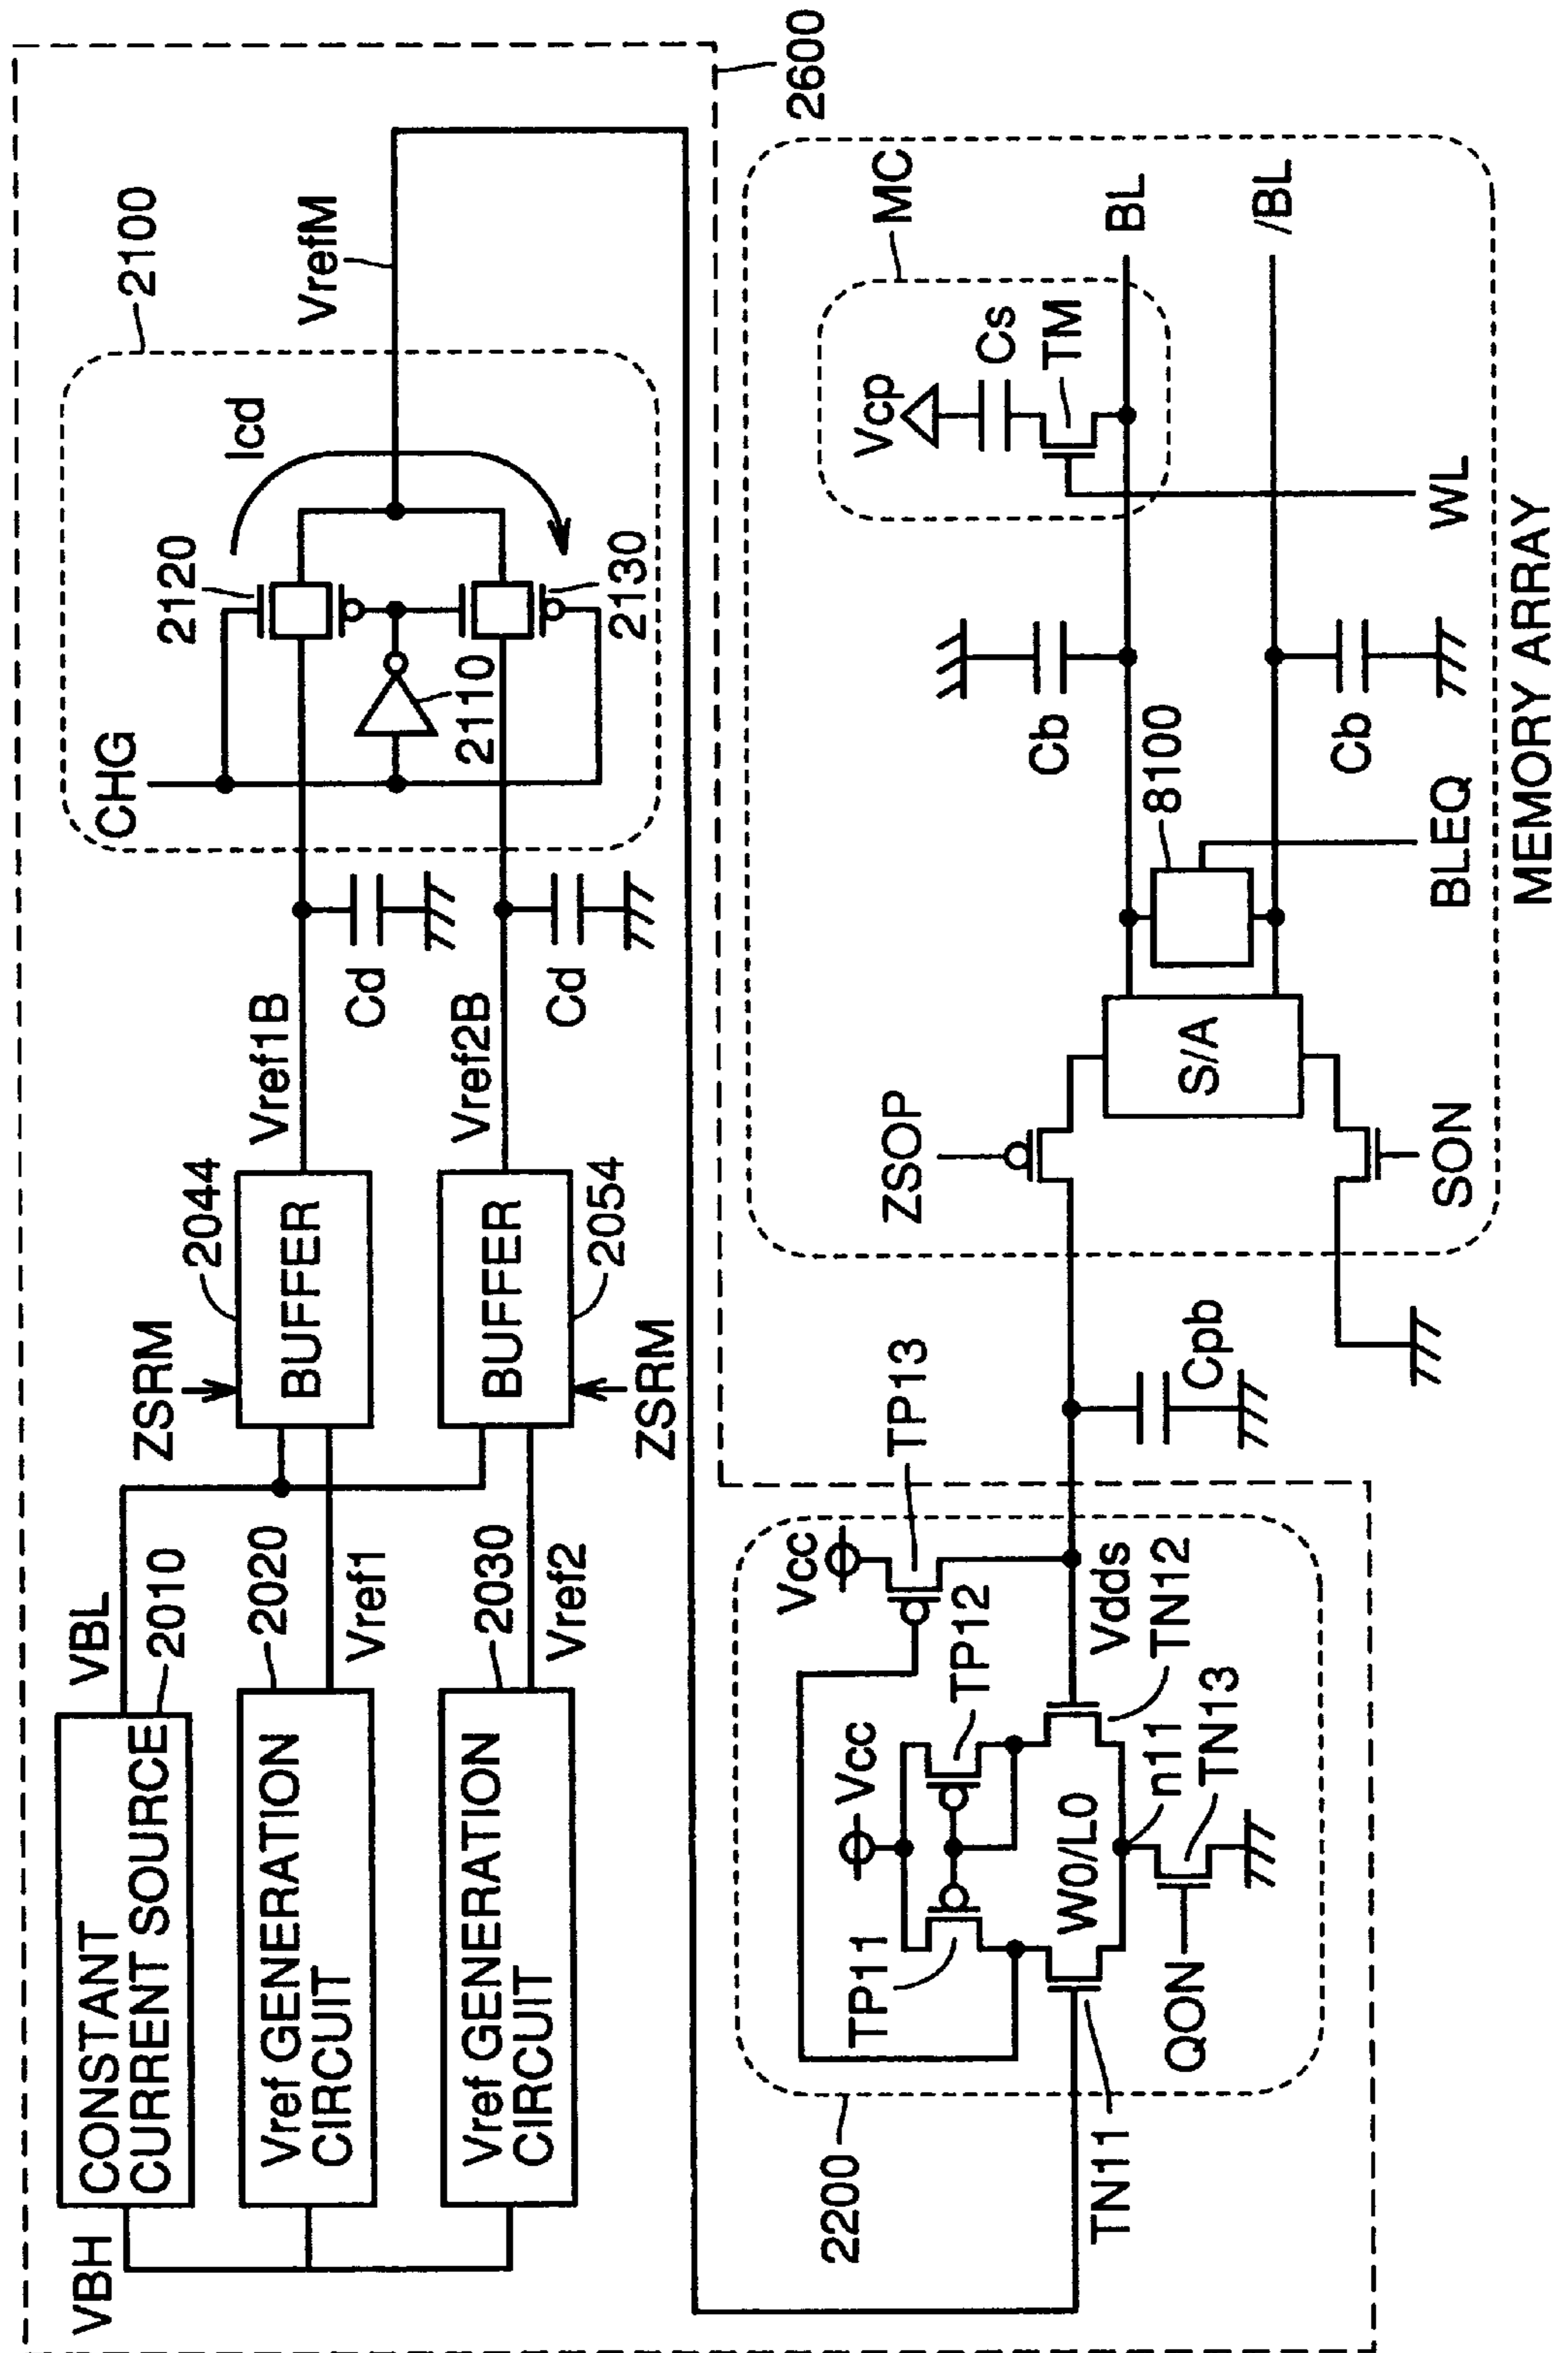 2600
2100
VrefM
Icd
2120
2130
2110
CHG
Cd
Cd
Vref1B
Vref2B
2044
BUFFER
BUFFER
2054
ZSRM
ZSRM
VBL
2010
2020
Vref1
2030
Vref2
CONSTANT
CURRENT SOURCE
Vref GENERATION
CIRCUIT
Vref GENERATION
CIRCUIT
VBH
MC
BL
/BL
Vcp
Cs
TM
WL
Cb
Cb
8100
BLEQ
S/A
ZSOP
SON
MEMORY ARRAY
Cpb
TP13
Vcc
Vdds
TN12
TP12
Vcc
n11
TN13
W0/L0
TP11
QON
TN11
2200